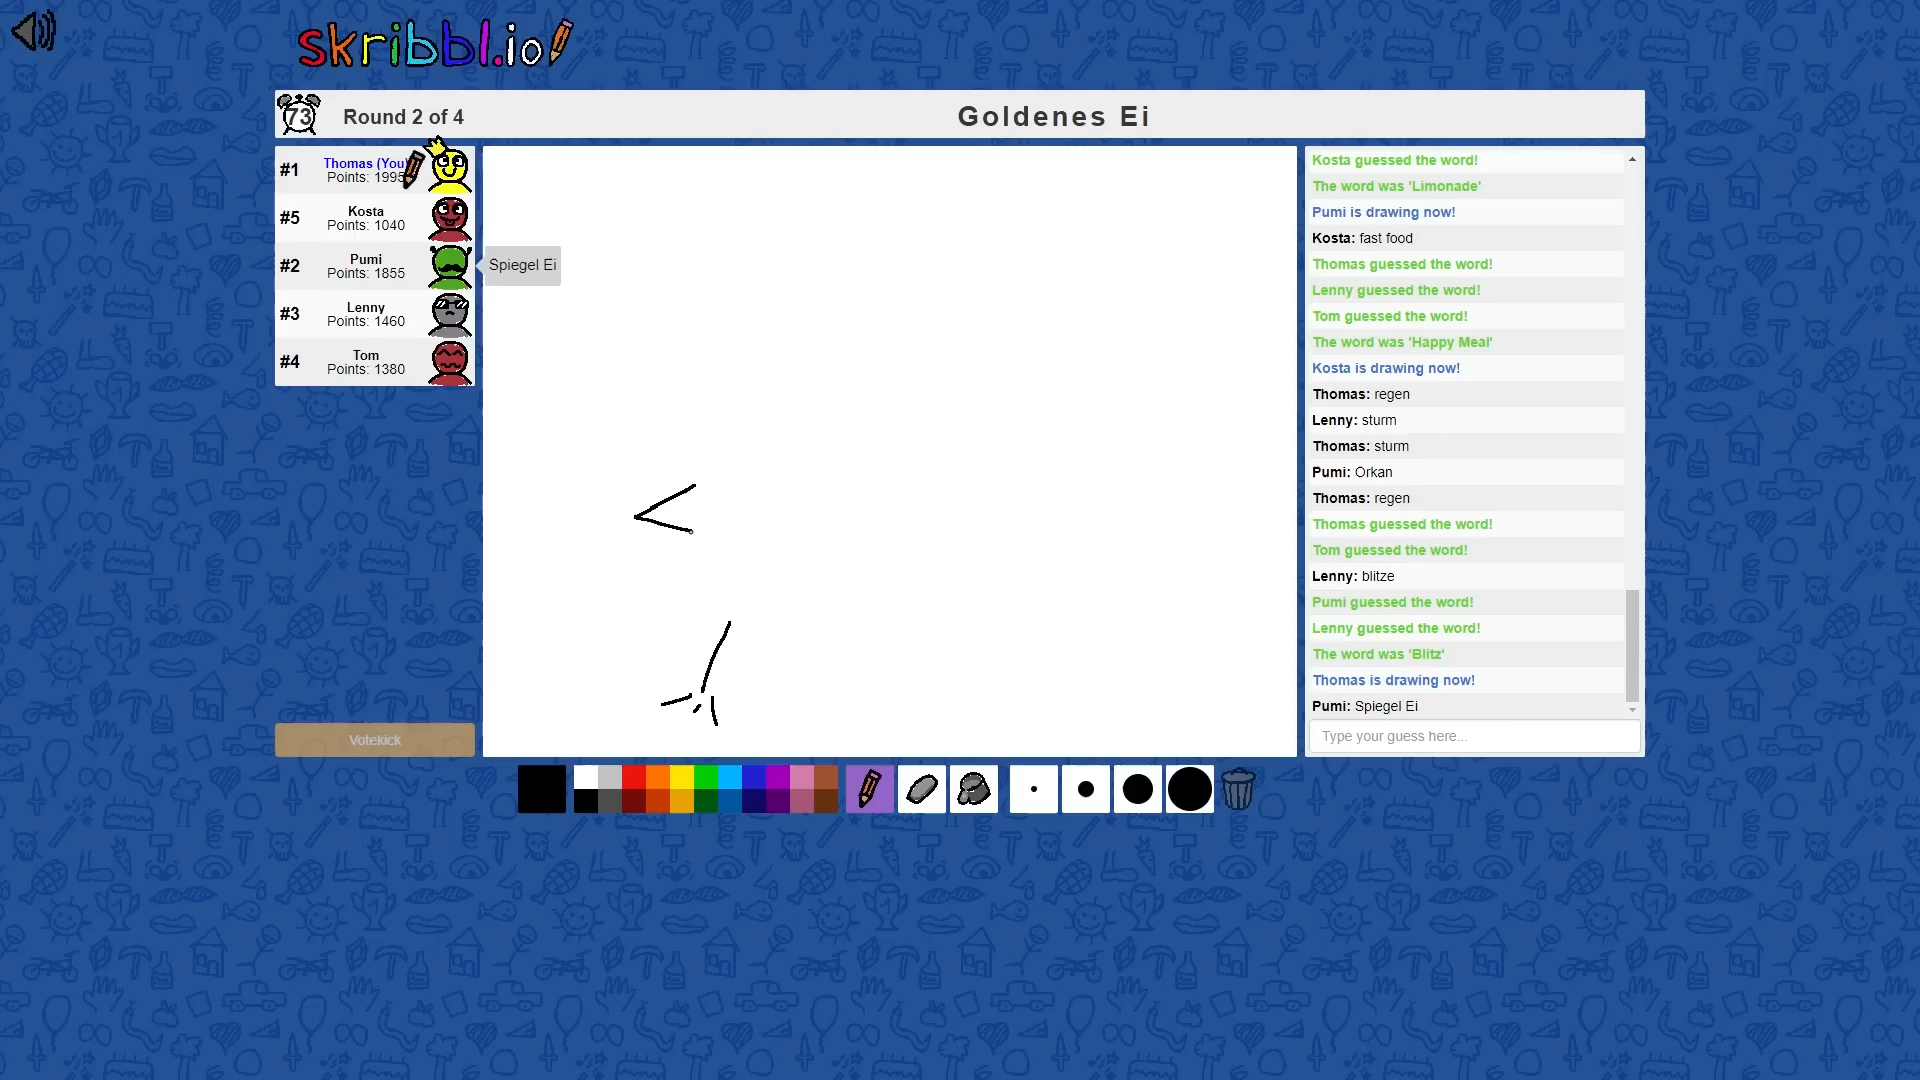 skribbl.io
73
Round 2 of 4
Goldenes Ei
#1
Thomas (You)
Points: 1995
#5
Kosta
Points: 1040
#2
Pumi
Points: 1855
Spiegel Ei
#3
Lenny
Points: 1460
#4
Tom
Points: 1380
Votekick
Kosta guessed the word!
The word was 'Limonade'
Pumi is drawing now!
Kosta: fast food
Thomas guessed the word!
Lenny guessed the word!
Tom guessed the word!
The word was 'Happy Meal'
Kosta is drawing now!
Thomas: regen
Lenny: sturm
Thomas: sturm
Pumi: Orkan
Thomas: regen
Thomas guessed the word!
Tom guessed the word!
Lenny: blitze
Pumi guessed the word!
Lenny guessed the word!
The word was 'Blitz'
Thomas is drawing now!
Pumi: Spiegel Ei
Type your guess here...